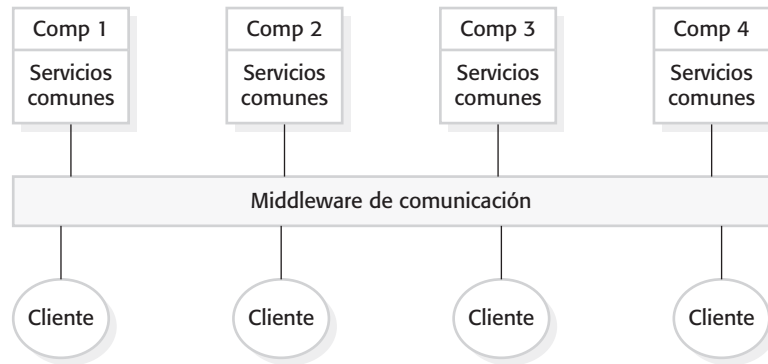 Comp 1
Servicios
comunes
Comp 2
Servicios
comunes
Comp 3
Servicios
comunes
Comp 4
Servicios
comunes
Middleware de comunicación
Cliente
Cliente
Cliente
Cliente